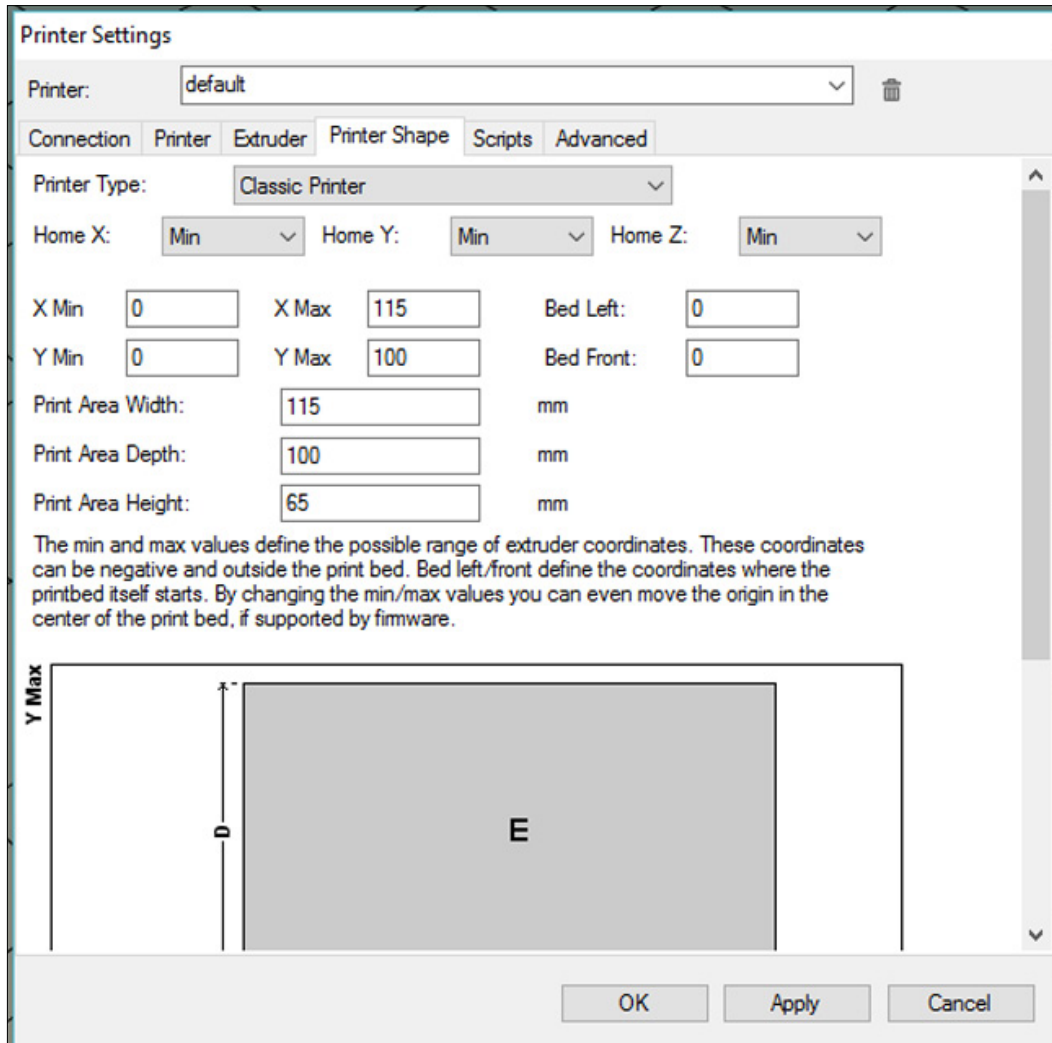 Printer Settings
Printer: default
Connection Printer Extruder Printer Shape Scripts Advanced
Printer Type: Classic Printer
Home X: Min Home Y: Min Home Z: Min
X Min 0 X Max 115 Bed Left: 0
Y Min 0 Y Max 100 Bed Front: 0
Print Area Width: 115 mm
Print Area Depth: 100 mm
Print Area Height: 65 mm
The min and max values define the possible range of extruder coordinates. These coordinates
can be negative and outside the print bed. Bed left/front define the coordinates where the
printbed itself starts. By changing the min/max values you can even move the origin in the
center of the print bed, if supported by firmware.
Y Max
D
E
OK Apply Cancel